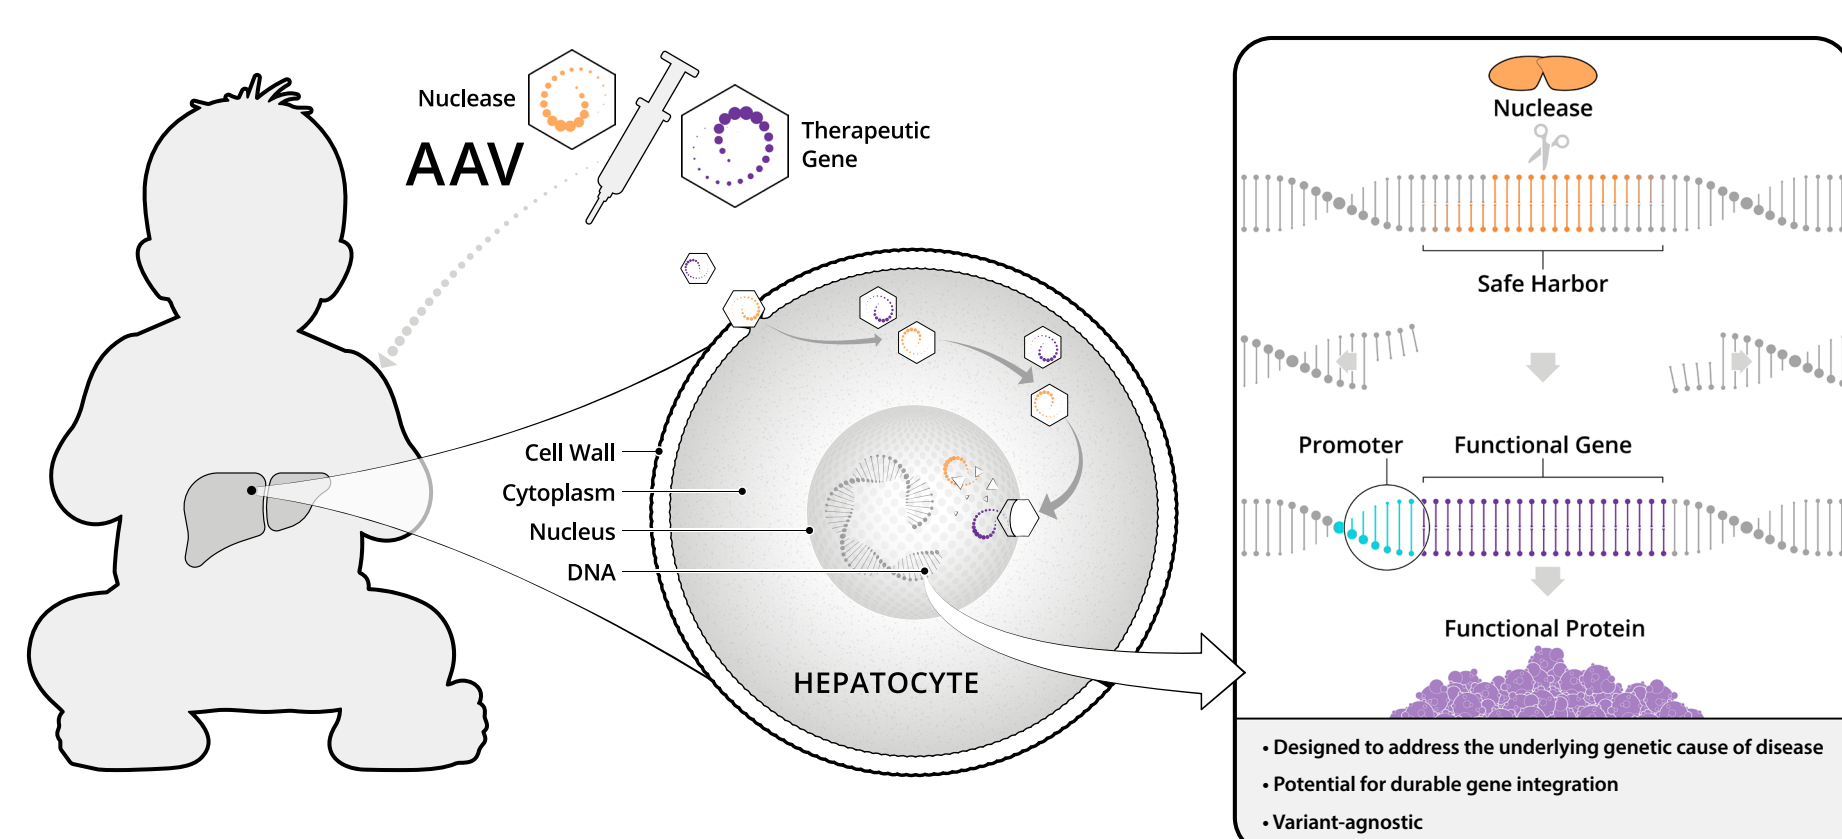 Nuclease
AAV
Therapeutic
Gene
Cell Wall
Cytoplasm
Nucleus
DNA
HEPATOCYTE
Nuclease
Safe Harbor
Promoter
Functional Gene
Functional Protein
• Designed to address the underlying genetic cause of disease
• Potential for durable gene integration
• Variant-agnostic